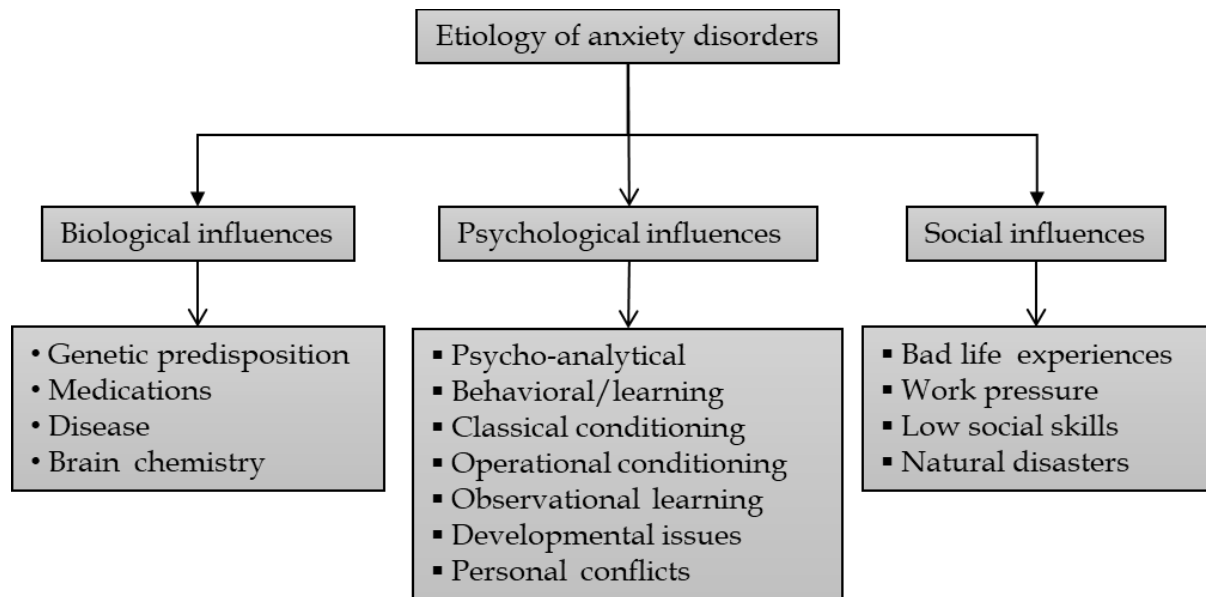 Etiology of anxiety disorders
Biological influences
Psychological influences
Social influences
• Genetic predisposition
• Medications
• Disease
• Brain chemistry
▪ Psycho-analytical
▪ Behavioral/learning
▪ Classical conditioning
▪ Operational conditioning
▪ Observational learning
▪ Developmental issues
▪ Personal conflicts
▪ Bad life experiences
▪ Work pressure
▪ Low social skills
▪ Natural disasters